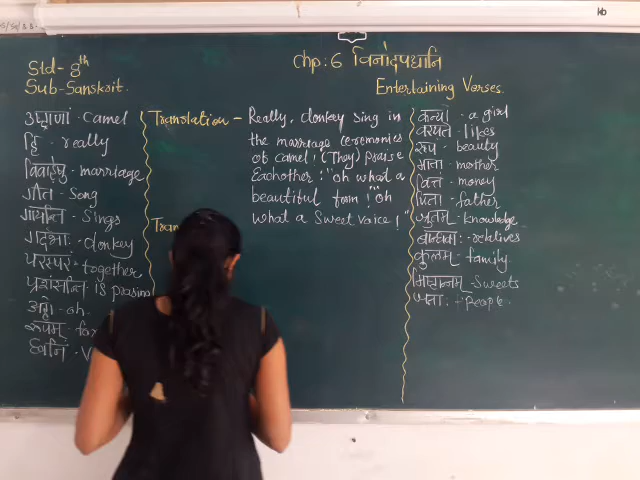 Std- 8th
Sub-Sanskrit.
Chp: 6 विनोदपद्यानि
Entertaining Verses.
उष्ट्राणां - Camel
हि - really
विवाहेषु - marriage
गीत - Song
गायन्ति - Sings
गर्दभाः - donkey
परस्परं - together
प्रशंसन्ति - is praising
अहो - oh.
रूपम् - for
ध्वनिः - V
Translation - Really, donkey sing in
the marriage ceremonies
of camel! (They) praise
Eachother : "oh what a
beautiful form ! oh
what a Sweet voice !"
कन्या - a girl
वरयते - likes
रूपं - beauty
माता - mother
वित्तं - money
पिता - father
श्रुतम् - knowledge
बान्धवाः - relatives
कुलम् - family
मिष्टान्नम् - Sweets
जनाः - People